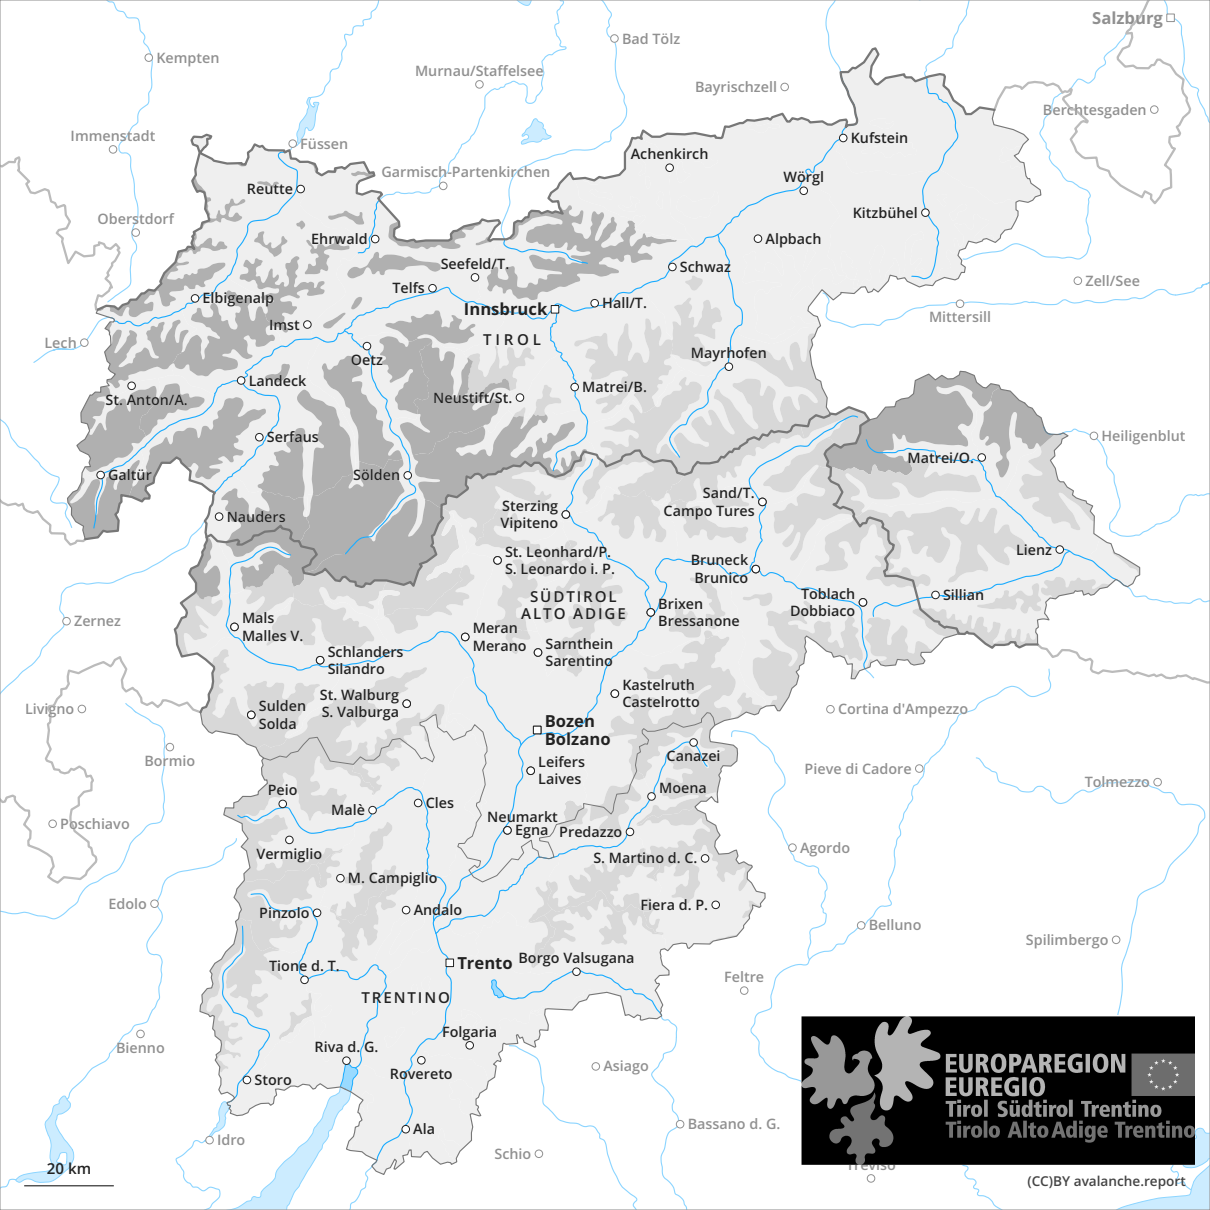 Salzburg
Bad Tölz
Kempten
Murnau/Staffelsee
Bayrischzell
Berchtesgaden
Immenstadt
Füssen
Kufstein
Achenkirch
Garmisch-Partenkirchen
Wörgl
Reutte
Oberstdorf
Kitzbühel
Ehrwald
Alpbach
Seefeld/T.
Schwaz
Zell/See
Telfs
Elbigenalp
Hall/T.
Innsbruck
Mittersill
Imst
TIROL
Lech
Mayrhofen
Oetz
Landeck
Matrei/B.
St. Anton/A.
Neustift/St.
Serfaus
Heiligenblut
Matrei/O.
Galtür
Sölden
Sand/T.
Campo Tures
Sterzing
Vipiteno
Nauders
Lienz
St. Leonhard/P.
S. Leonardo i. P.
Bruneck
Brunico
SÜDTIROL
ALTO ADIGE
Toblach
Dobbiaco
Sillian
Brixen
Bressanone
Zernez
Mals
Malles V.
Meran
Merano
Sarnthein
Sarentino
Schlanders
Silandro
Kastelruth
Castelrotto
St. Walburg
S. Valburga
Livigno
Sulden
Solda
Cortina d'Ampezzo
Bozen
Bolzano
Bormio
Canazei
Leifers
Laives
Pieve di Cadore
Tolmezzo
Peio
Moena
Malè
Cles
Neumarkt
Egna
Predazzo
Poschiavo
Vermiglio
Agordo
S. Martino d. C.
M. Campiglio
Edolo
Pinzolo
Andalo
Fiera d. P.
Belluno
Spilimbergo
Trento
Borgo Valsugana
Tione d. T.
Feltre
TRENTINO
Folgaria
Bienno
Riva d. G.
Rovereto
Asiago
Storo
EUROPAREGION
EUREGIO
Tirol Südtirol Trentino
Tirolo Alto Adige Trentino
Ala
Idro
Bassano d. G.
Schio
Treviso
20 km
(CC)BY avalanche.report